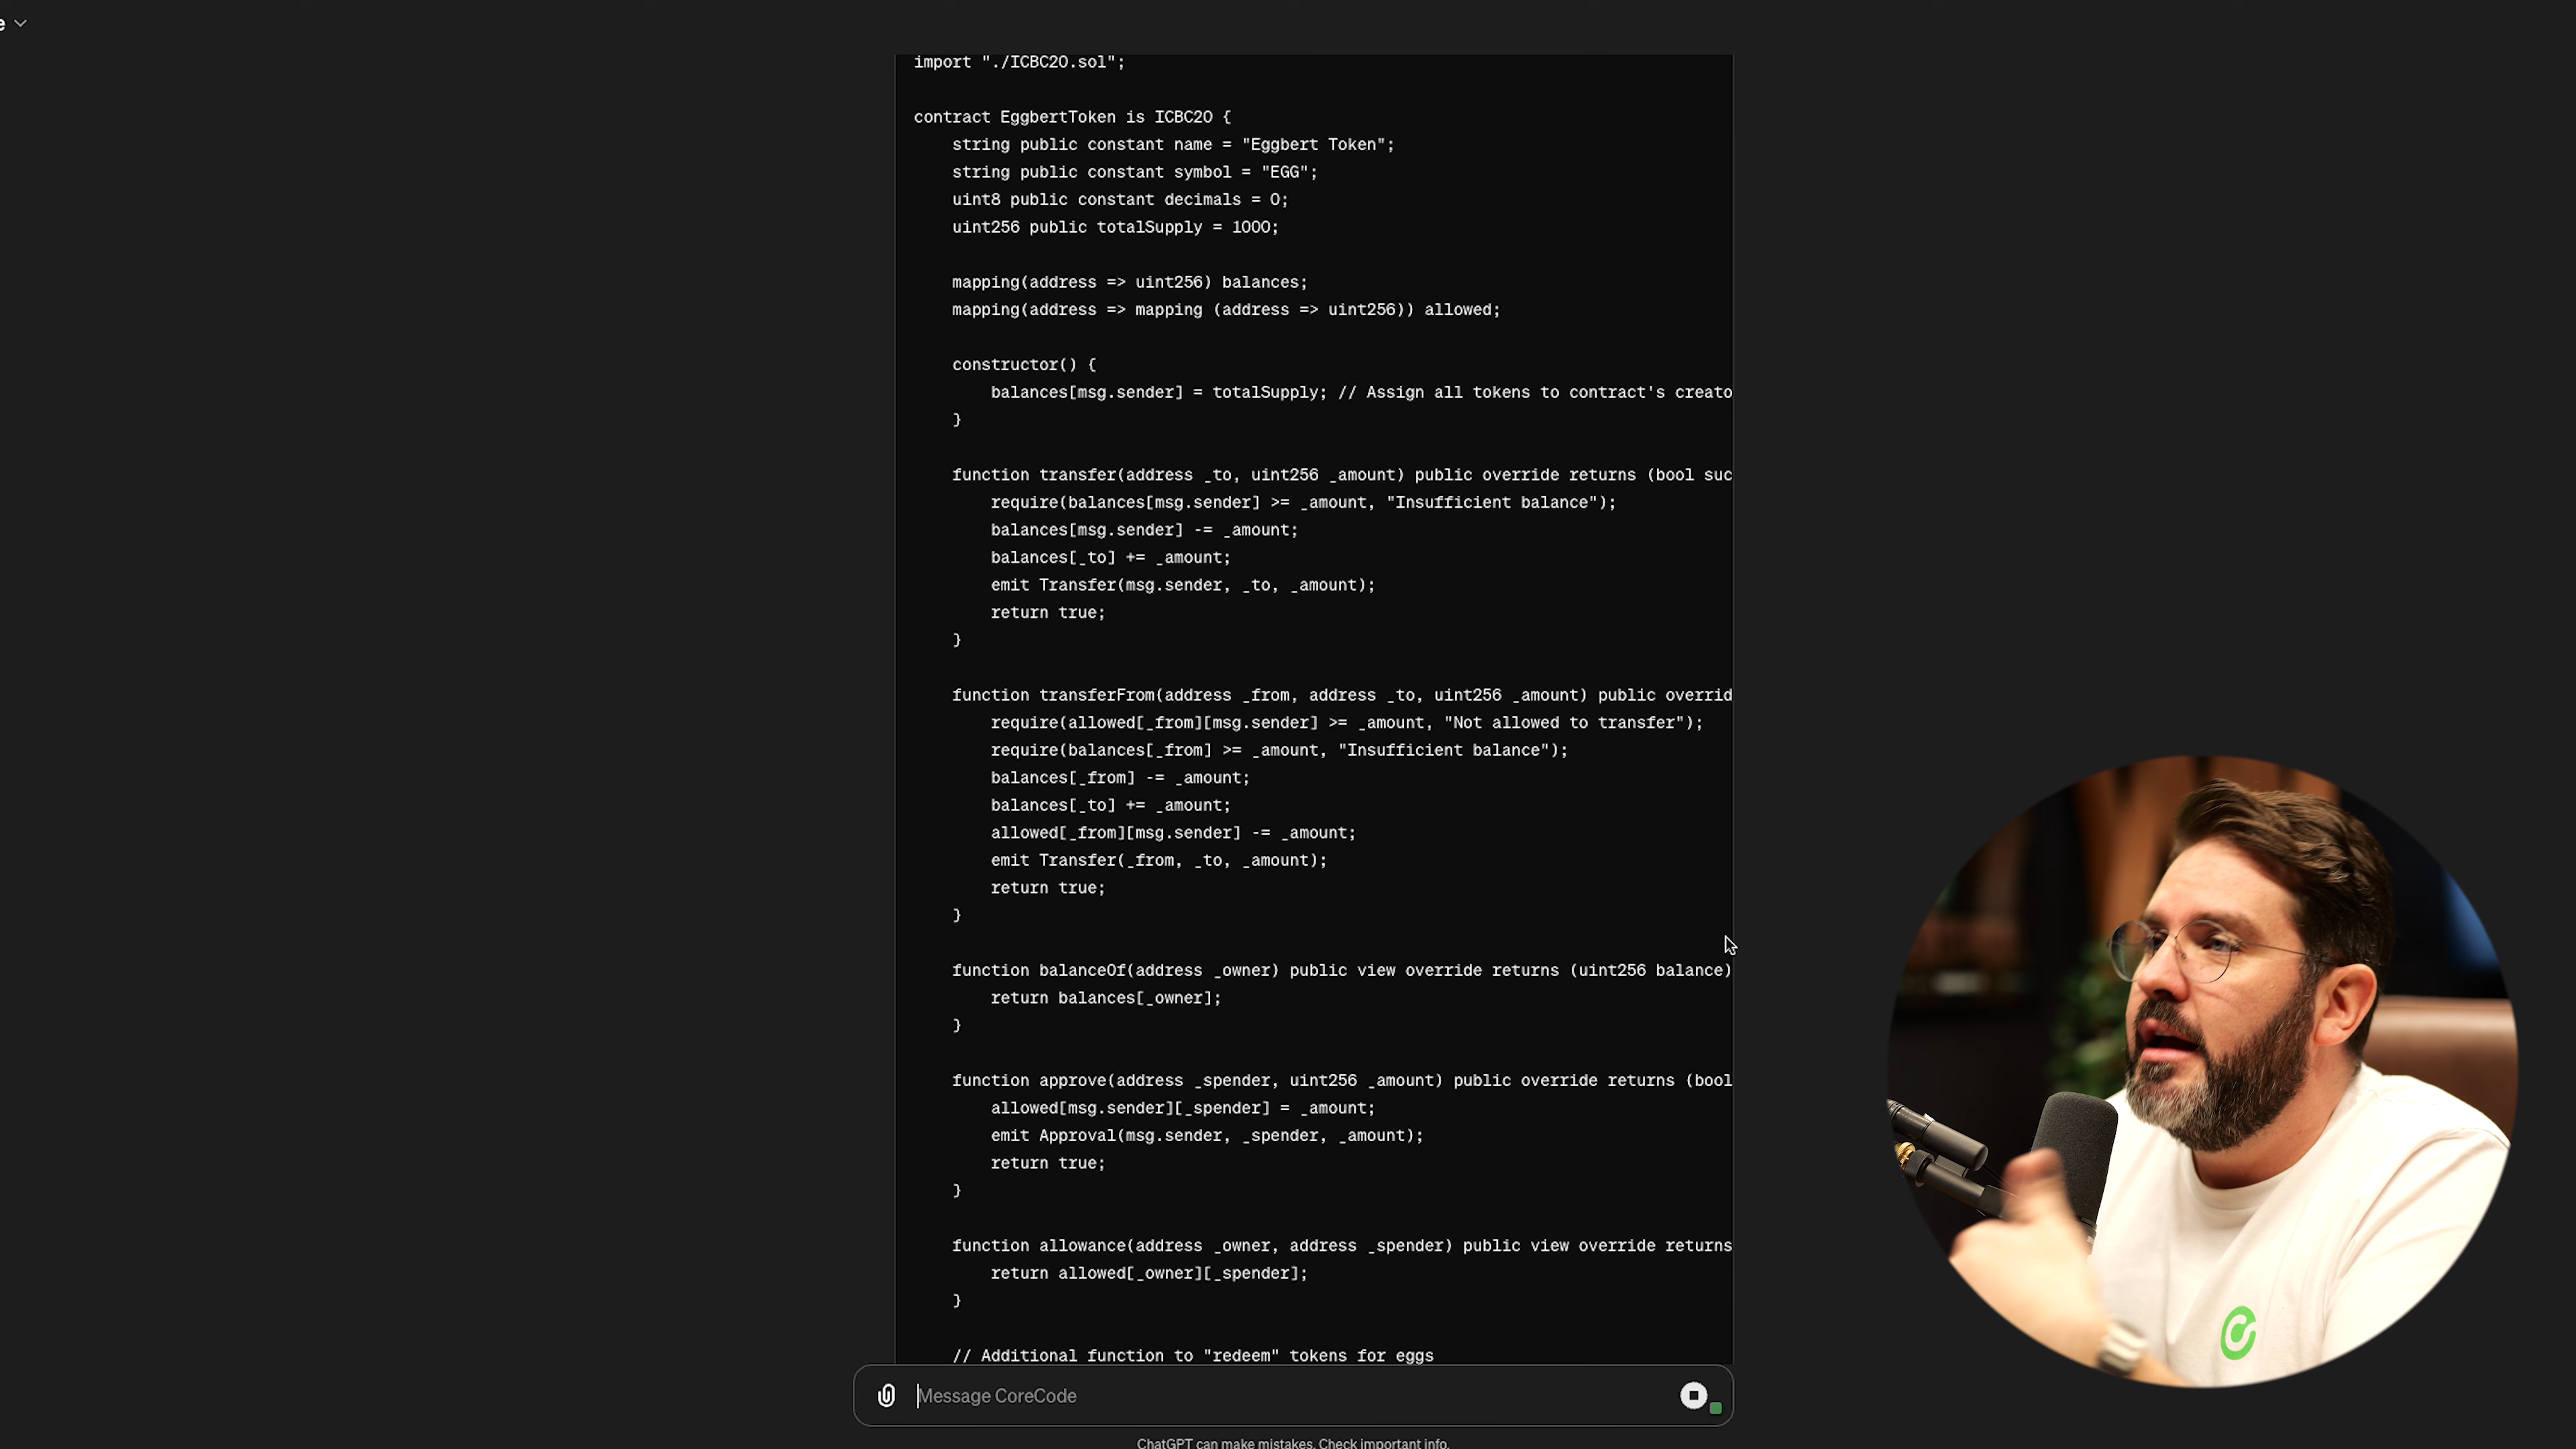 e
import "./ICBC20.sol";
contract EggbertToken is ICBC20 {
string public constant name = "Eggbert Token";
string public constant symbol = "EGG";
uint8 public constant decimals = 0;
uint256 public totalSupply = 1000;
mapping(address => uint256) balances;
mapping(address => mapping (address => uint256)) allowed;
constructor() {
balances[msg.sender] = totalSupply; // Assign all tokens to contract's creato
}
function transfer(address _to, uint256 _amount) public override returns (bool suc
require(balances[msg.sender] >= _amount, "Insufficient balance");
balances[msg.sender] -= _amount;
balances[_to] += _amount;
emit Transfer(msg.sender, _to, _amount);
return true;
}
function transferFrom(address _from, address _to, uint256 _amount) public overrid
require(allowed[_from][msg.sender] >= _amount, "Not allowed to transfer");
require(balances[_from] >= _amount, "Insufficient balance");
balances[_from] -= _amount;
balances[_to] += _amount;
allowed[_from][msg.sender] -= _amount;
emit Transfer(_from, _to, _amount);
return true;
}
function balanceOf(address _owner) public view override returns (uint256 balance)
return balances[_owner];
}
function approve(address _spender, uint256 _amount) public override returns (bool
allowed[msg.sender][_spender] = _amount;
emit Approval(msg.sender, _spender, _amount);
return true;
}
function allowance(address _owner, address _spender) public view override returns
return allowed[_owner][_spender];
}
// Additional function to "redeem" tokens for eggs
Message CoreCode
ChatGPT can make mistakes. Check important info.